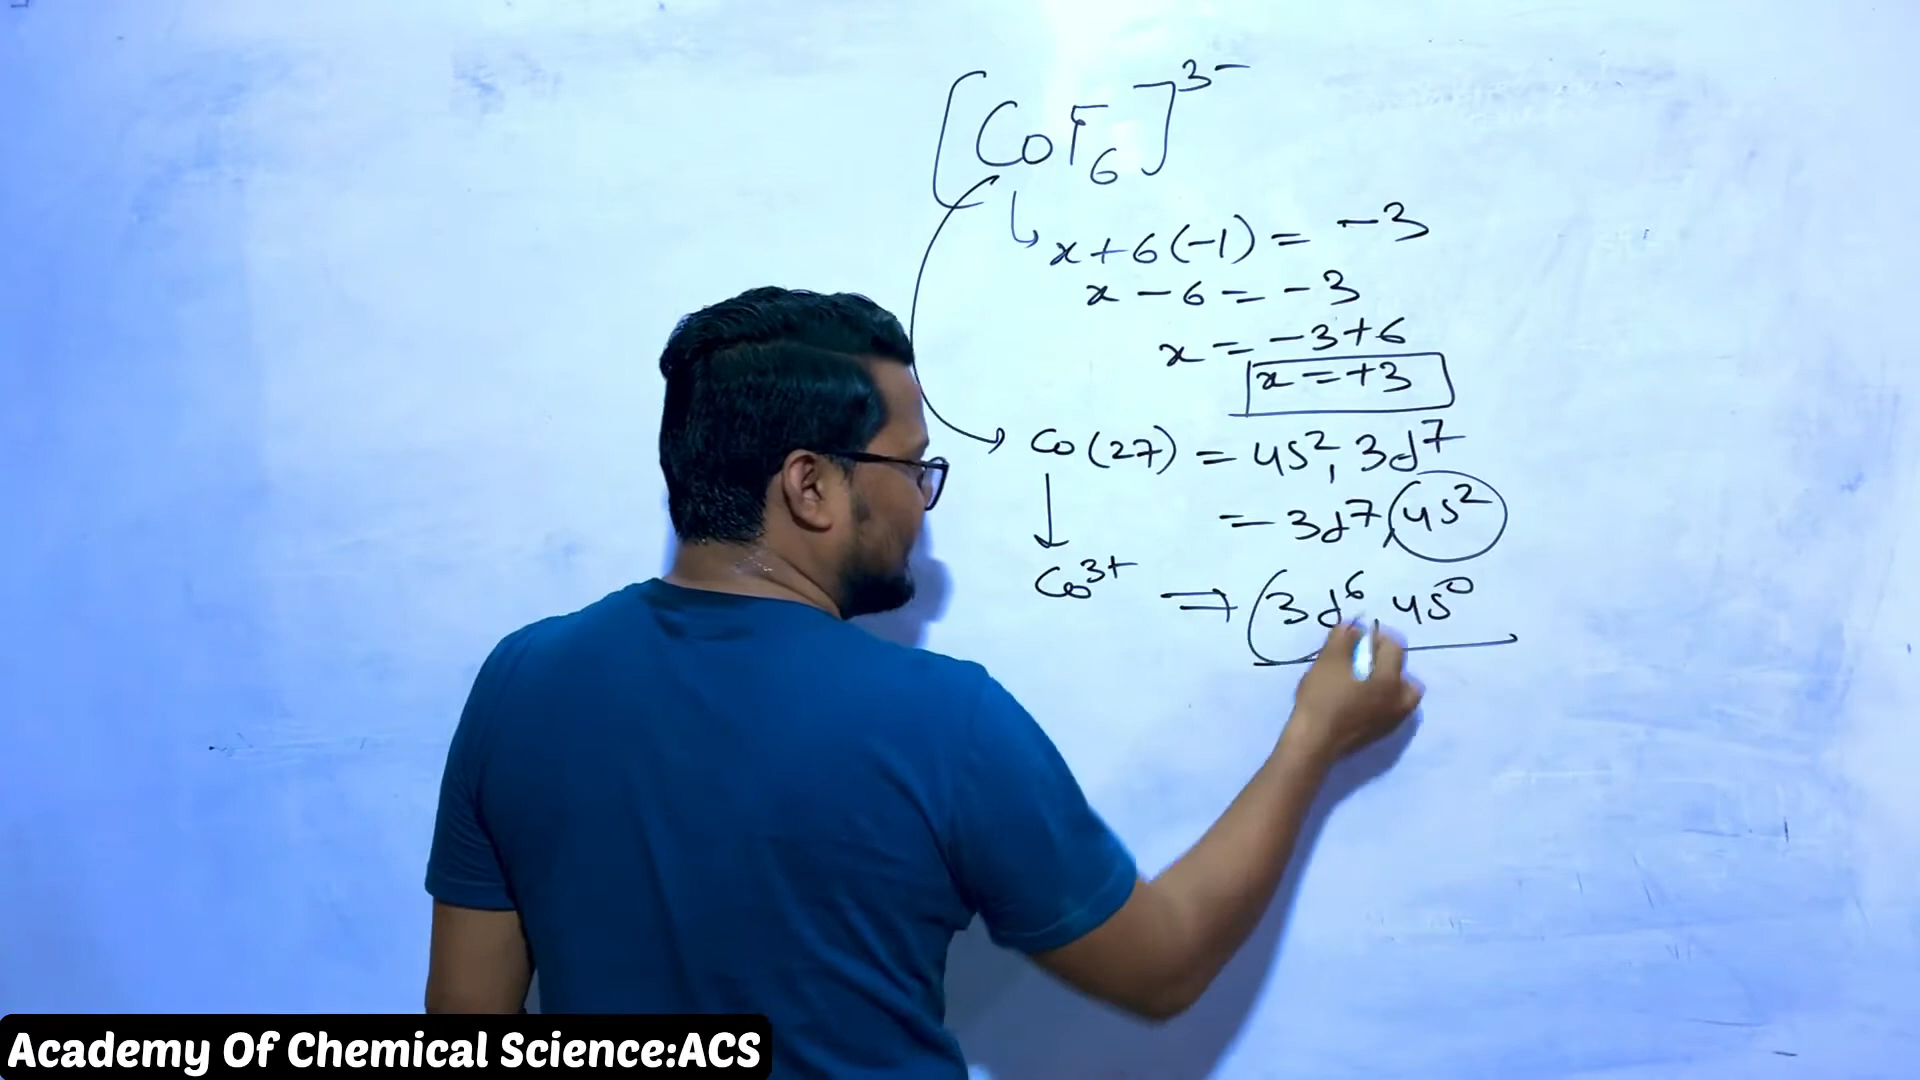 [CoF₆]³⁻
x + 6(-1) = -3
x - 6 = -3
x = -3+6
x = +3
Co (27) = 4s², 3d⁷
= 3d⁷, 4s²
Co³⁺ ⇒ 3d⁶, 4s⁰
Academy Of Chemical Science:ACS